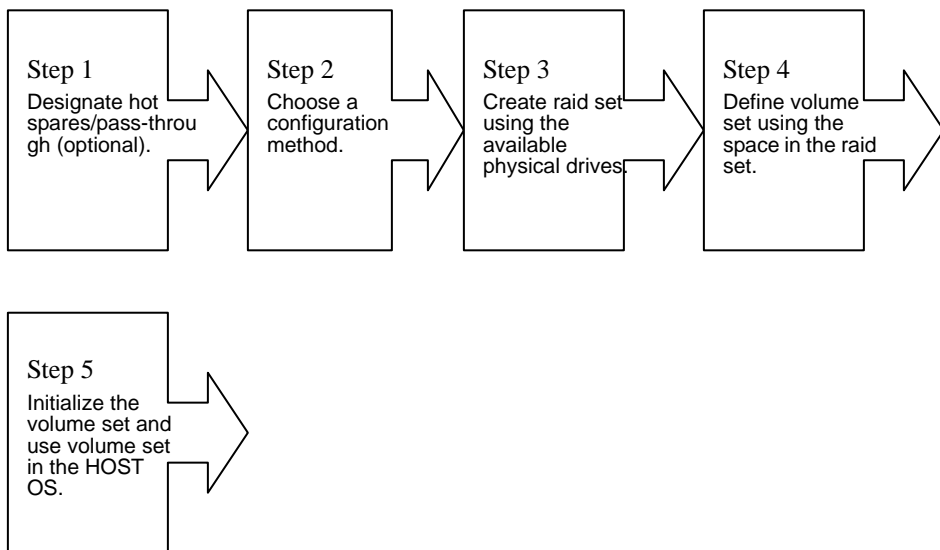 Step 1
Designate hot
spares/pass-throu
gh (optional).
Step 2
Choose a
configuration
method.
Step 3
Create raid set
using the
available
physical drives.
Step 4
Define volume
set using the
space in the raid
set.
Step 5
Initialize the
volume set and
use volume set
in the HOST
OS.